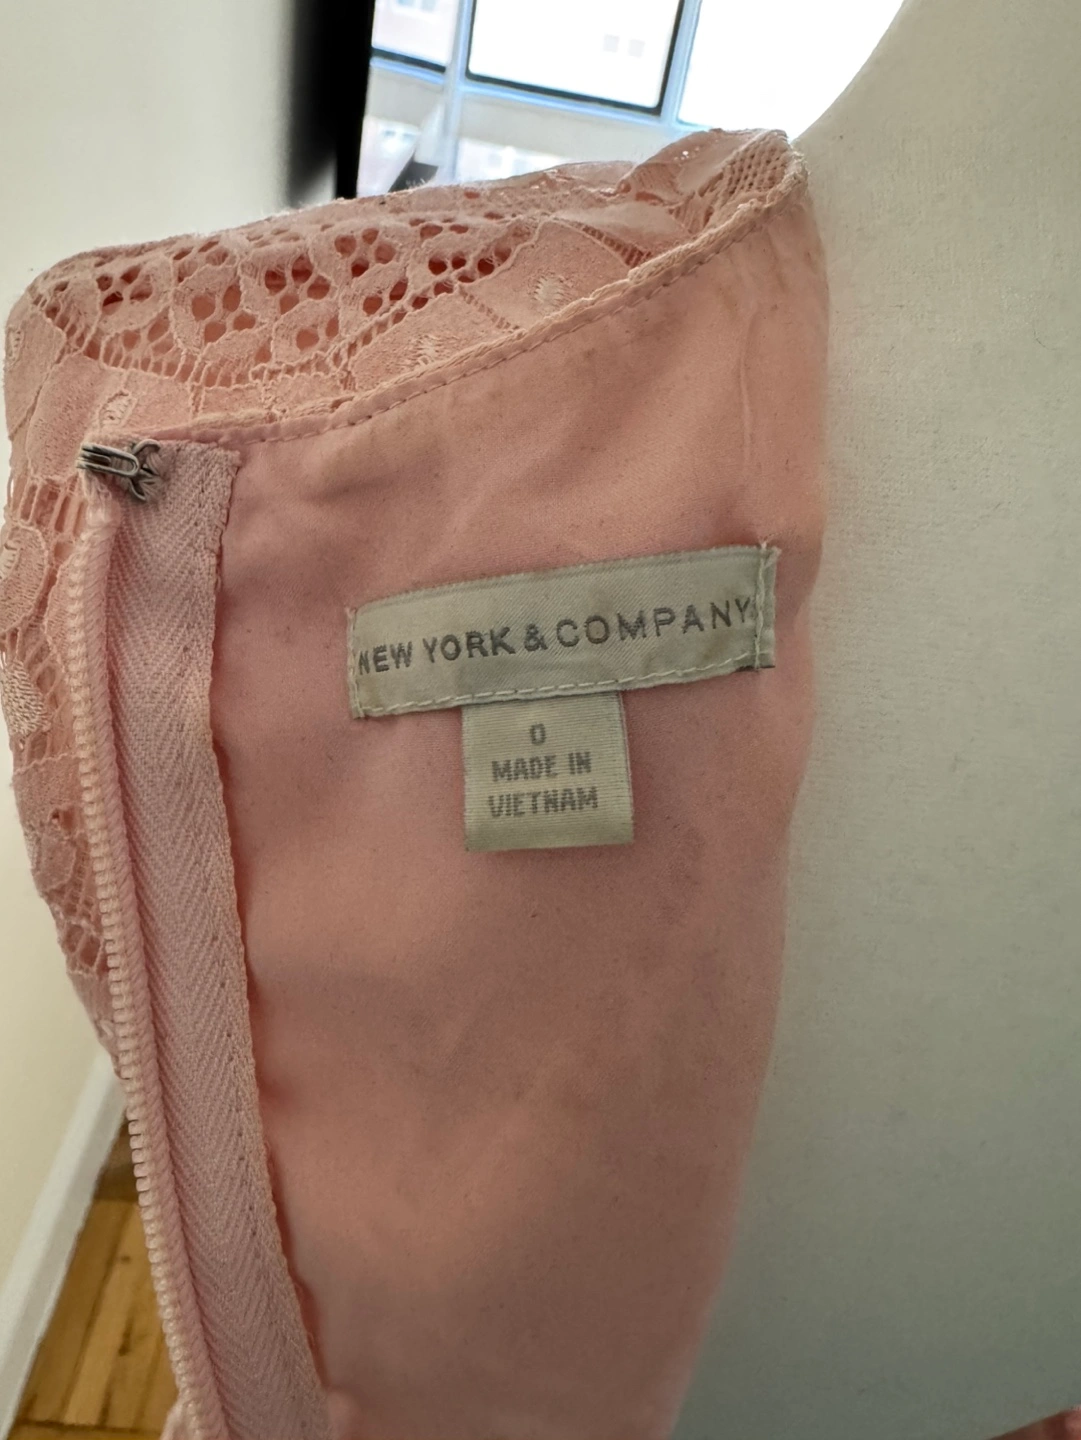 NEW YORK & COMPANY
0
MADE IN
VIETNAM